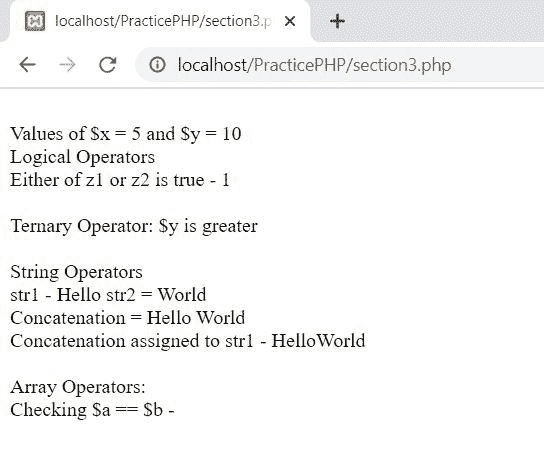 localhost/PracticePHP/section3.p
localhost/PracticePHP/section3.php
Values of $x = 5 and $y = 10
Logical Operators
Either of z1 or z2 is true - 1
Ternary Operator: $y is greater
String Operators
str1 - Hello str2 = World
Concatenation = Hello World
Concatenation assigned to str1 - HelloWorld
Array Operators:
Checking $a == $b -